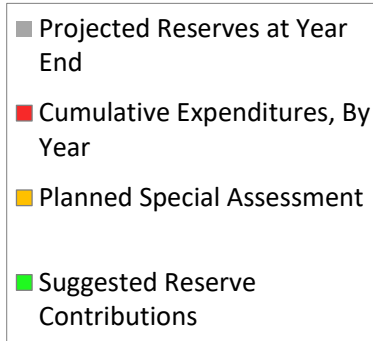 Projected Reserves at Year
End
Cumulative Expenditures, By
Year
Planned Special Assessment
Suggested Reserve
Contributions